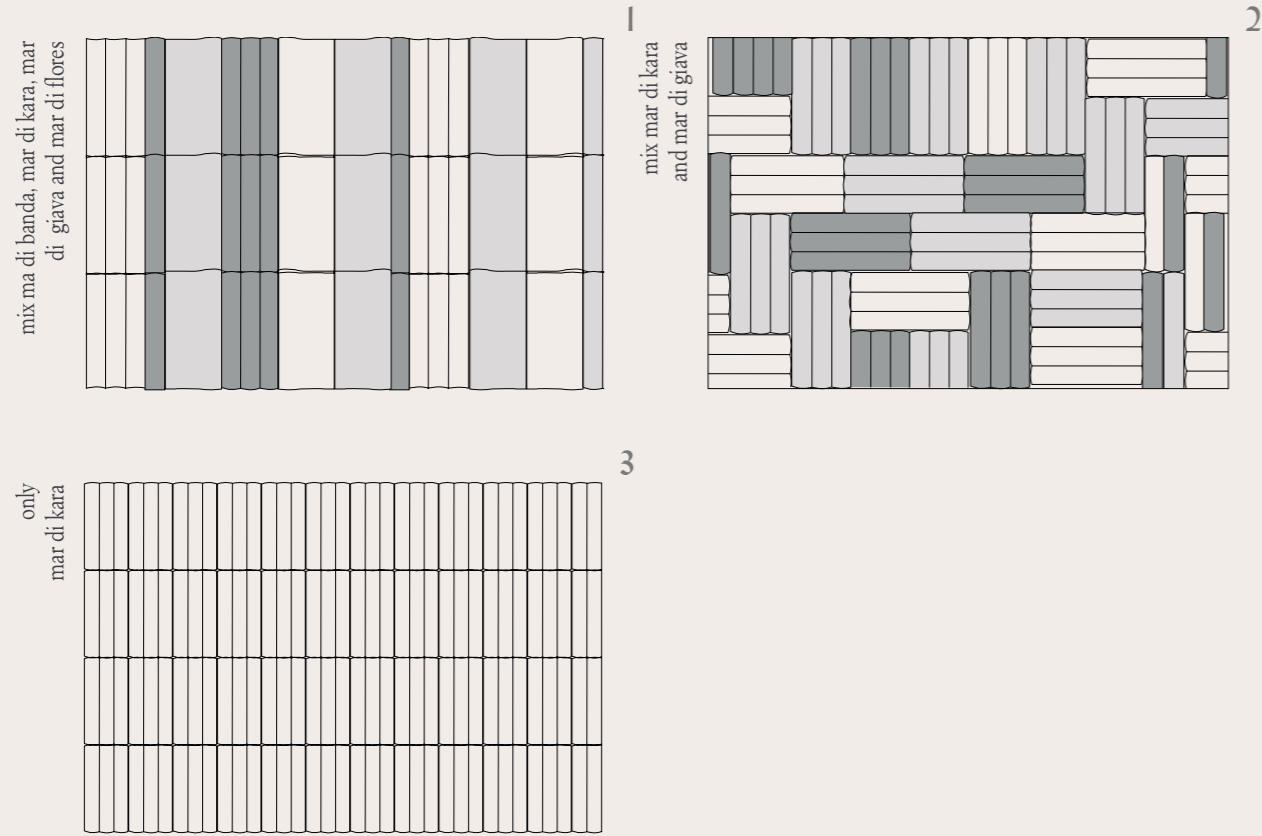 1
mix ma di banda, mar di kara, mar
di giava and mar di flores
2
mix mar di kara
and mar di giava
3
only
mar di kara